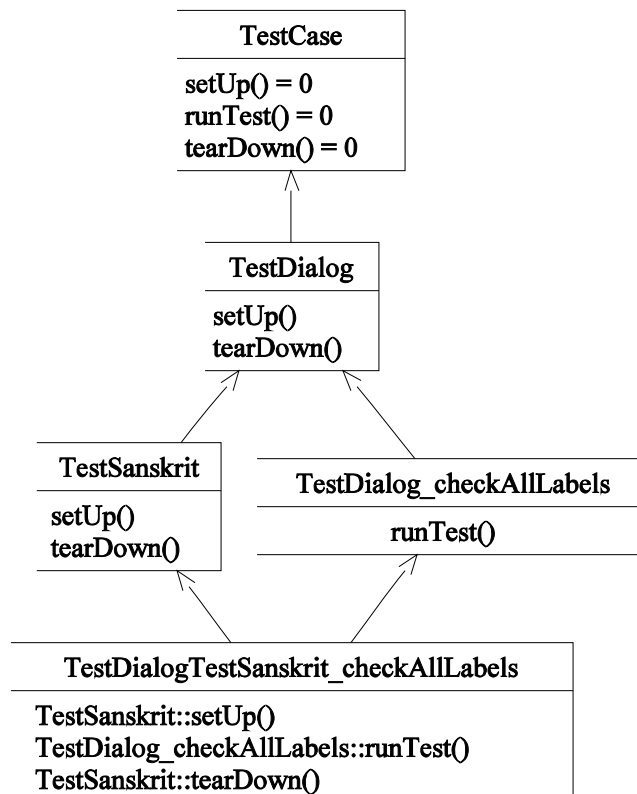 TestCase
setUp() = 0
runTest() = 0
tearDown() = 0
TestDialog
setUp()
tearDown()
TestSanskrit
setUp()
tearDown()
TestDialog_checkAllLabels
runTest()
TestDialogTestSanskrit_checkAllLabels
TestSanskrit::setUp()
TestDialog_checkAllLabels::runTest()
TestSanskrit::tearDown()